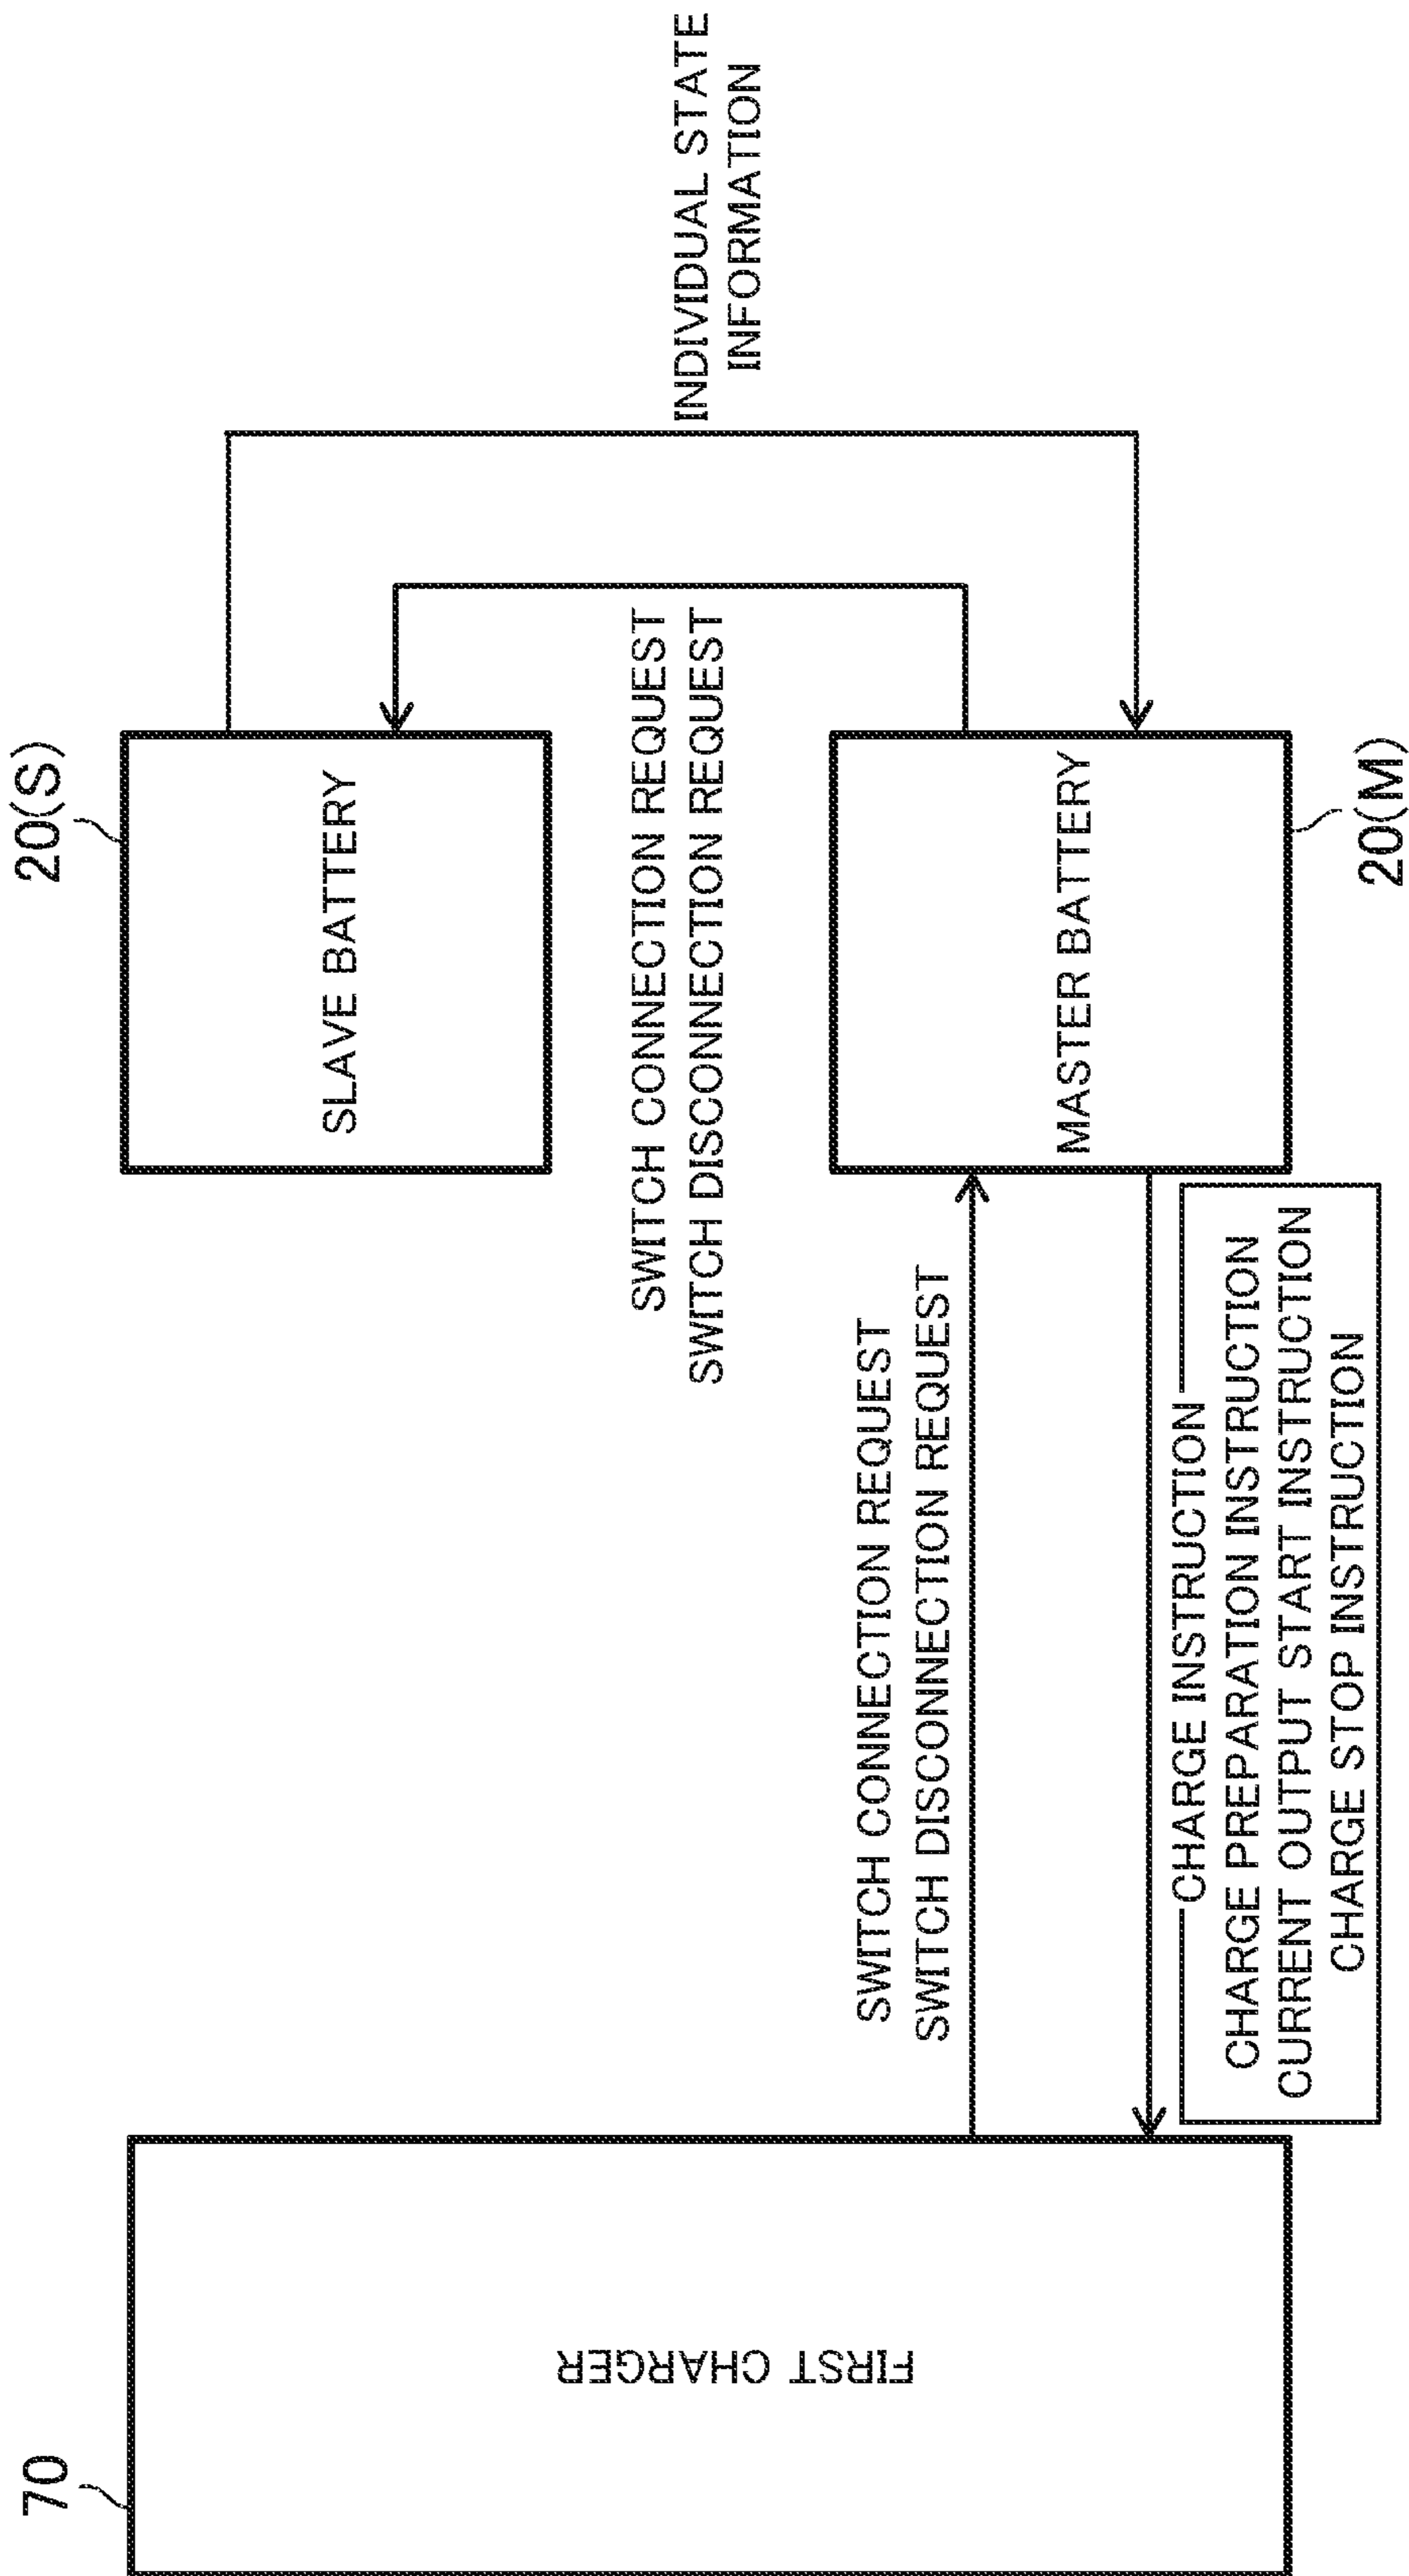 70
FIRST CHARGER
20(S)
SLAVE BATTERY
SWITCH CONNECTION REQUEST
SWITCH DISCONNECTION REQUEST
INDIVIDUAL STATE
INFORMATION
SWITCH CONNECTION REQUEST
SWITCH DISCONNECTION REQUEST
MASTER BATTERY
20(M)
CHARGE INSTRUCTION
CHARGE PREPARATION INSTRUCTION
CURRENT OUTPUT START INSTRUCTION
CHARGE STOP INSTRUCTION